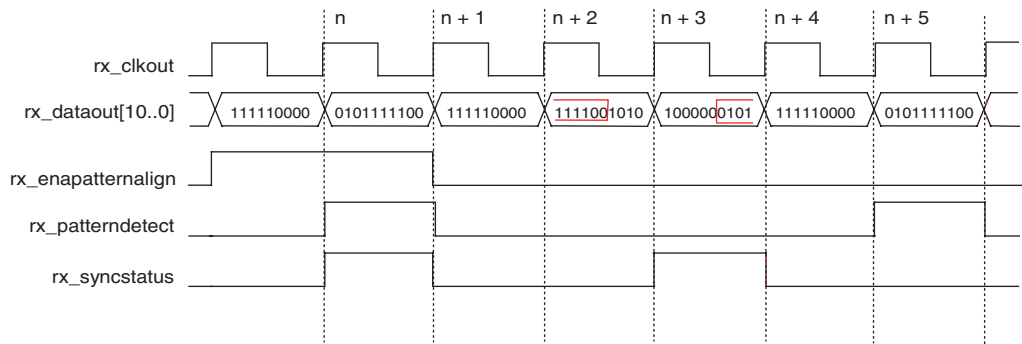 n n + 1 n + 2 n + 3 n + 4 n + 5
rx_clkout
rx_dataout[10..0] 111110000 0101111100 111110000 1111001010 1000000101 111110000 0101111100
rx_enapatternalign
rx_patterndetect
rx_syncstatus